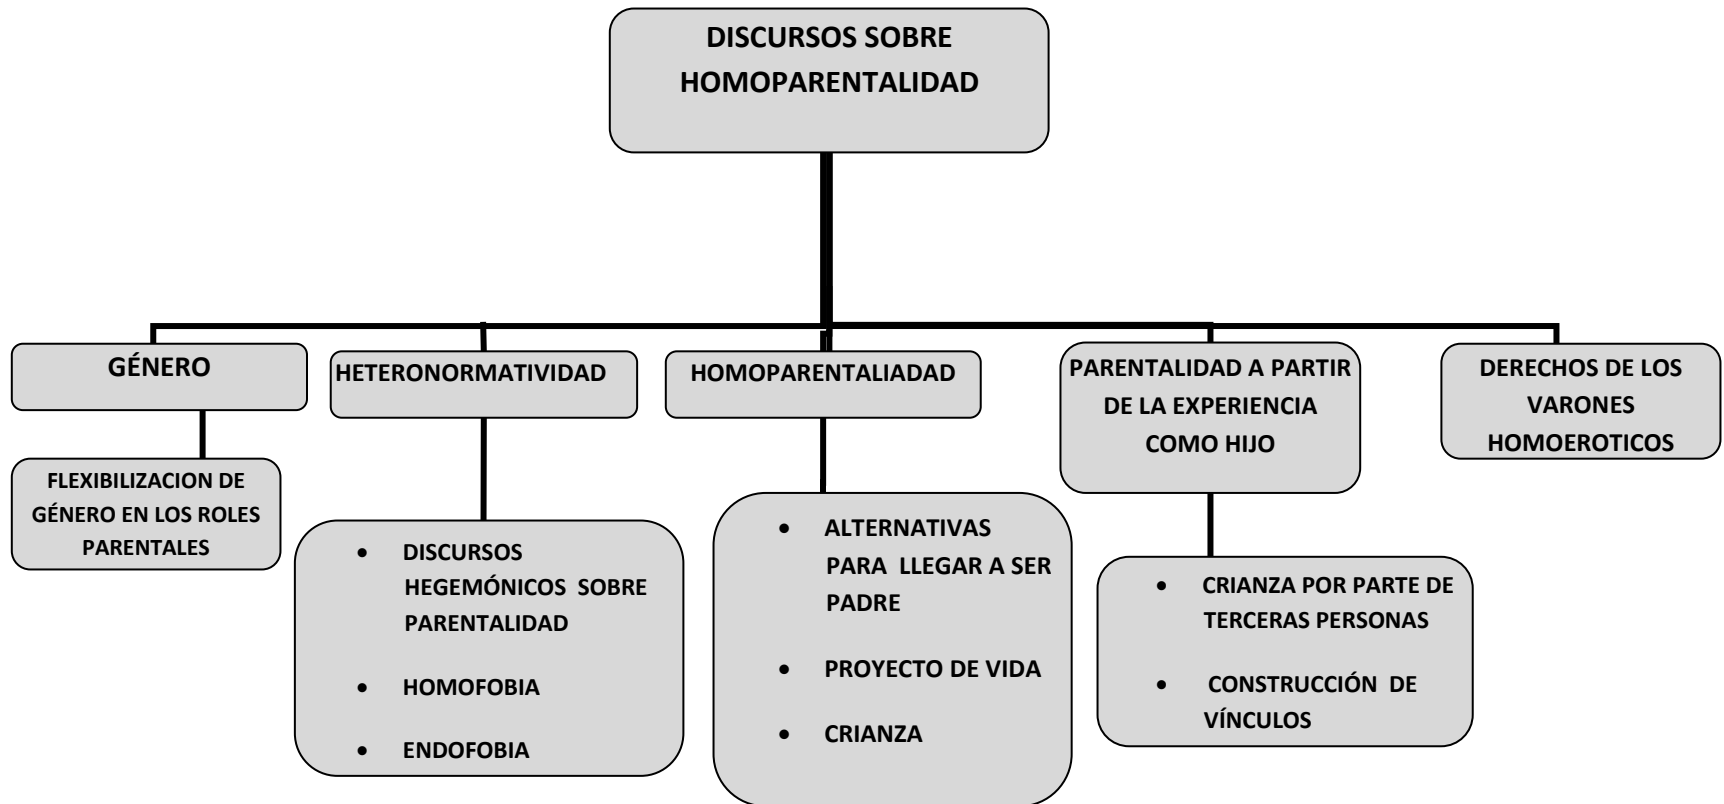 DISCURSOS SOBRE
HOMOPARENTALIDAD
GÉNERO
FLEXIBILIZACION DE
GÉNERO EN LOS ROLES
PARENTALES
HETERONORMATIVIDAD
• DISCURSOS
HEGEMÓNICOS SOBRE
PARENTALIDAD
• HOMOFOBIA
• ENDOFOBIA
HOMOPARENTALIADAD
• ALTERNATIVAS
PARA LLEGAR A SER
PADRE
• PROYECTO DE VIDA
• CRIANZA
PARENTALIDAD A PARTIR
DE LA EXPERIENCIA
COMO HIJO
• CRIANZA POR PARTE DE
TERCERAS PERSONAS
• CONSTRUCCIÓN DE
VÍNCULOS
DERECHOS DE LOS
VARONES
HOMOEROTICOS